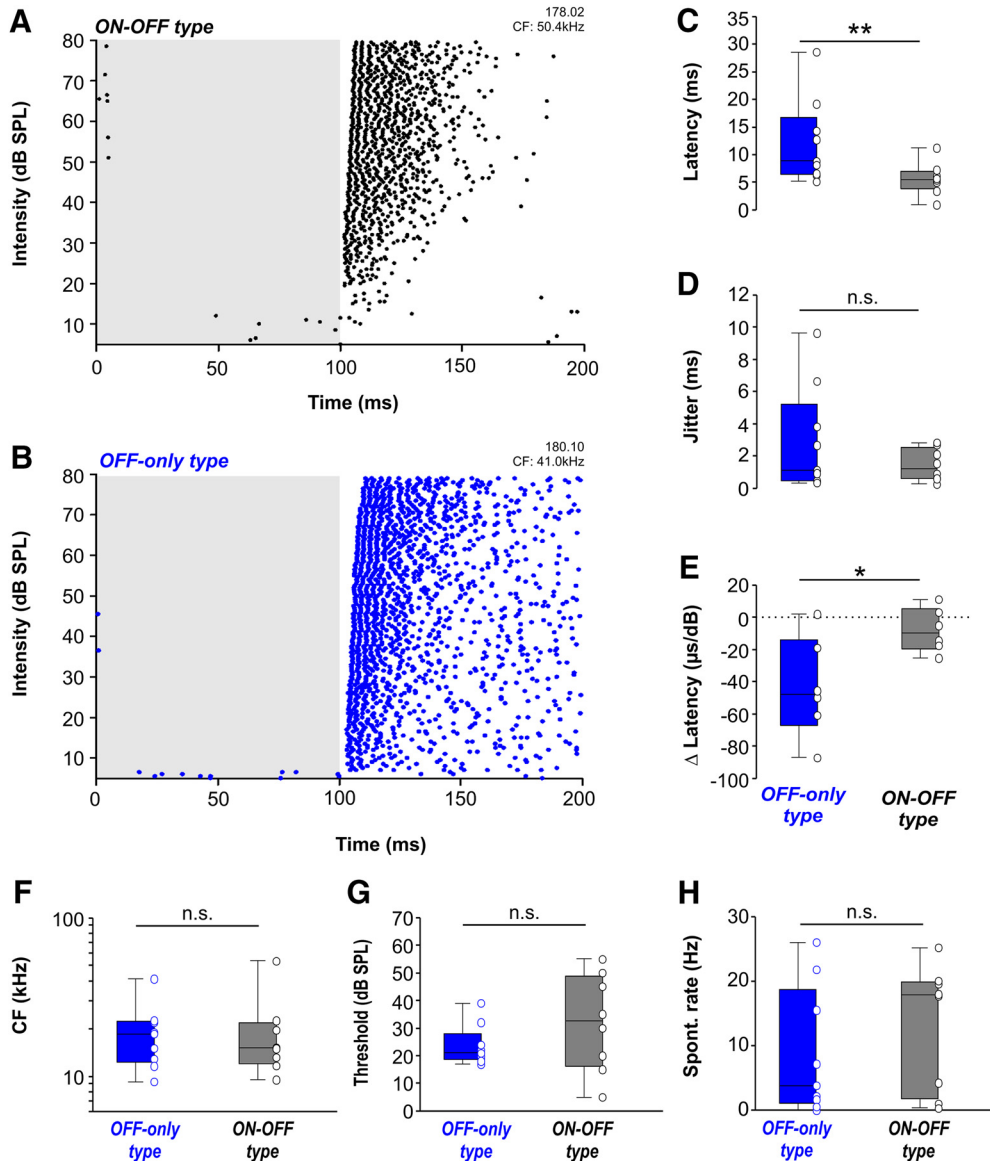 A
ON-OFF type
178.02
CF: 50.4kHz
Intensity (dB SPL)
80
70
60
50
40
30
20
10
0
50
100
150
200
Time (ms)
B
OFF-only type
180.10
CF: 41.0kHz
Intensity (dB SPL)
80
70
60
50
40
30
20
10
0
50
100
150
200
Time (ms)
C
Latency (ms)
35
30
25
20
15
10
5
0
**
D
Jitter (ms)
12
10
8
6
4
2
0
n.s.
E
Δ Latency (µs/dB)
20
0
-20
-40
-60
-80
-100
*
OFF-only
type
ON-OFF
type
F
CF (kHz)
100
10
n.s.
OFF-only
type
ON-OFF
type
G
Threshold (dB SPL)
70
60
50
40
30
20
10
0
n.s.
OFF-only
type
ON-OFF
type
H
Spont. rate (Hz)
30
20
10
0
n.s.
OFF-only
type
ON-OFF
type